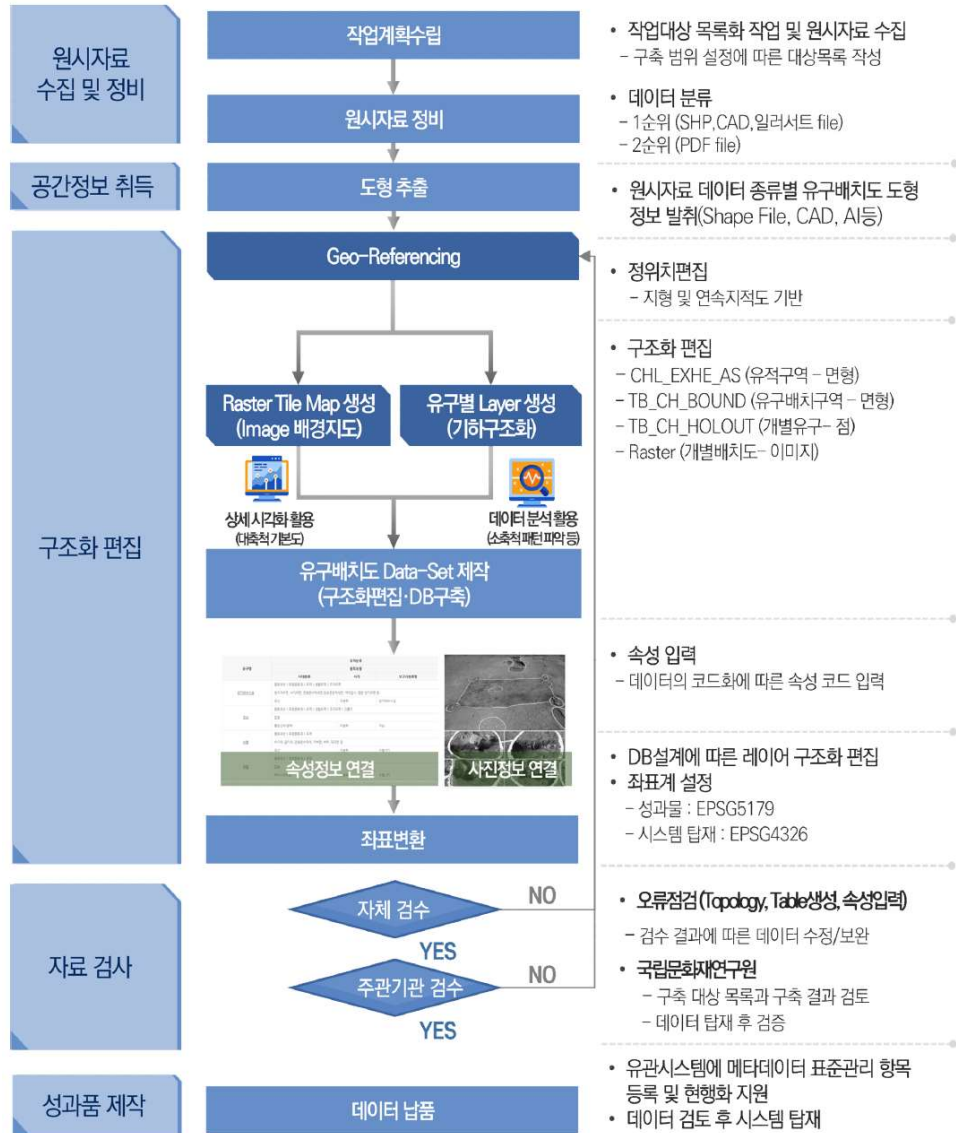 원시자료
수집 및 정비
작업계획수립
• 작업대상 목록화 작업 및 원시자료 수집
– 구축 범위 설정에 따른 대상목록 작성
원시자료 정비
• 데이터 분류
– 1순위 (SHP,CAD,일러서트 file)
– 2순위 (PDF file)
공간정보 취득
도형 추출
• 원시자료 데이터 종류별 유구배치도 도형
정보 발취(Shape File, CAD, AI등)
구조화 편집
Geo-Referencing
• 정위치편집
– 지형 및 연속지적도 기반
Raster Tile Map 생성
(Image 배경지도)
유구별 Layer 생성
(기하구조화)
• 구조화 편집
– CHL_EXHE_AS (유적구역 – 면형)
– TB_CH_BOUND (유구배치구역 – 면형)
– TB_CH_HOLOUT (개별유구– 점)
– Raster (개별배치도– 이미지)
상세 시각화 활용
(대축척 기본도)
데이터 분석 활용
(소축척 패턴 파악 등)
유구배치도 Data-Set 제작
(구조화편집·DB구축)
속성정보 연결
사진정보 연결
• 속성 입력
– 데이터의 코드화에 따른 속성 코드 입력
좌표변환
• DB설계에 따른 레이어 구조화 편집
• 좌표계 설정
– 성과물 : EPSG5179
– 시스템 탑재 : EPSG4326
자료 검사
자체 검수
NO
YES
• 오류점검(Topology, Table생성, 속성입력)
– 검수 결과에 따른 데이터 수정/보완
주관기관 검수
NO
YES
• 국립문화재연구원
– 구축 대상 목록과 구축 결과 검토
– 데이터 탑재 후 검증
성과품 제작
데이터 납품
• 유관시스템에 메타데이터 표준관리 항목
등록 및 현행화 지원
• 데이터 검토 후 시스템 탑재